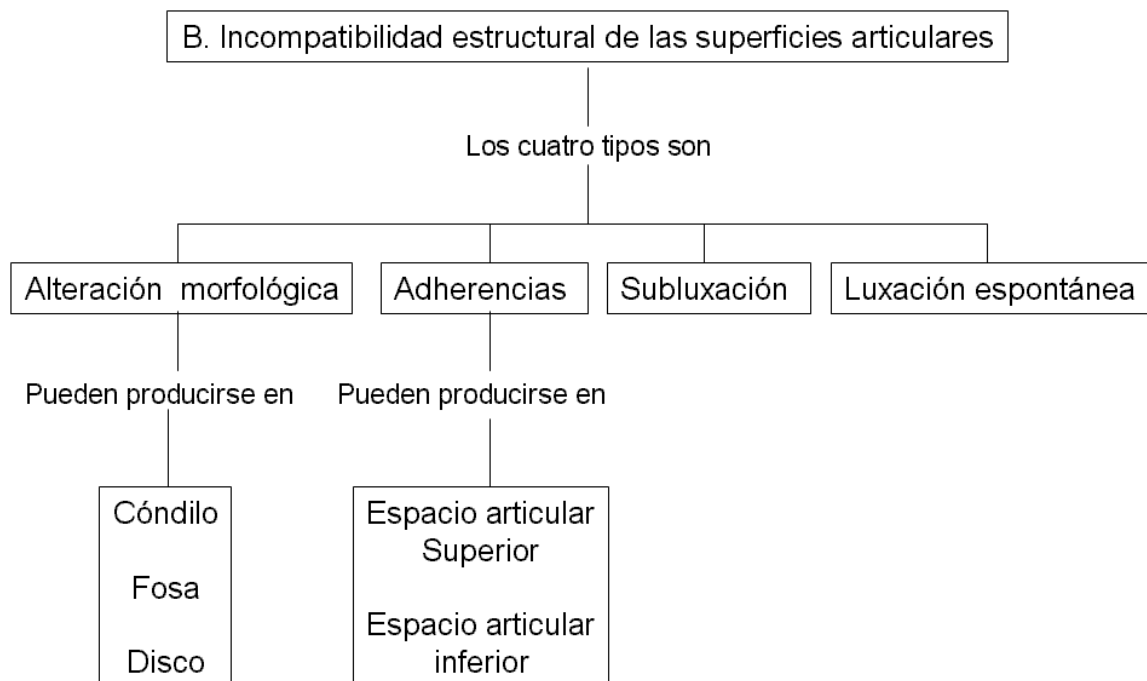 B. Incompatibilidad estructural de las superficies articulares
Los cuatro tipos son
Alteración morfológica
Adherencias
Subluxación
Luxación espontánea
Pueden producirse en
Pueden producirse en
Cóndilo
Fosa
Disco
Espacio articular
Superior
Espacio articular
inferior